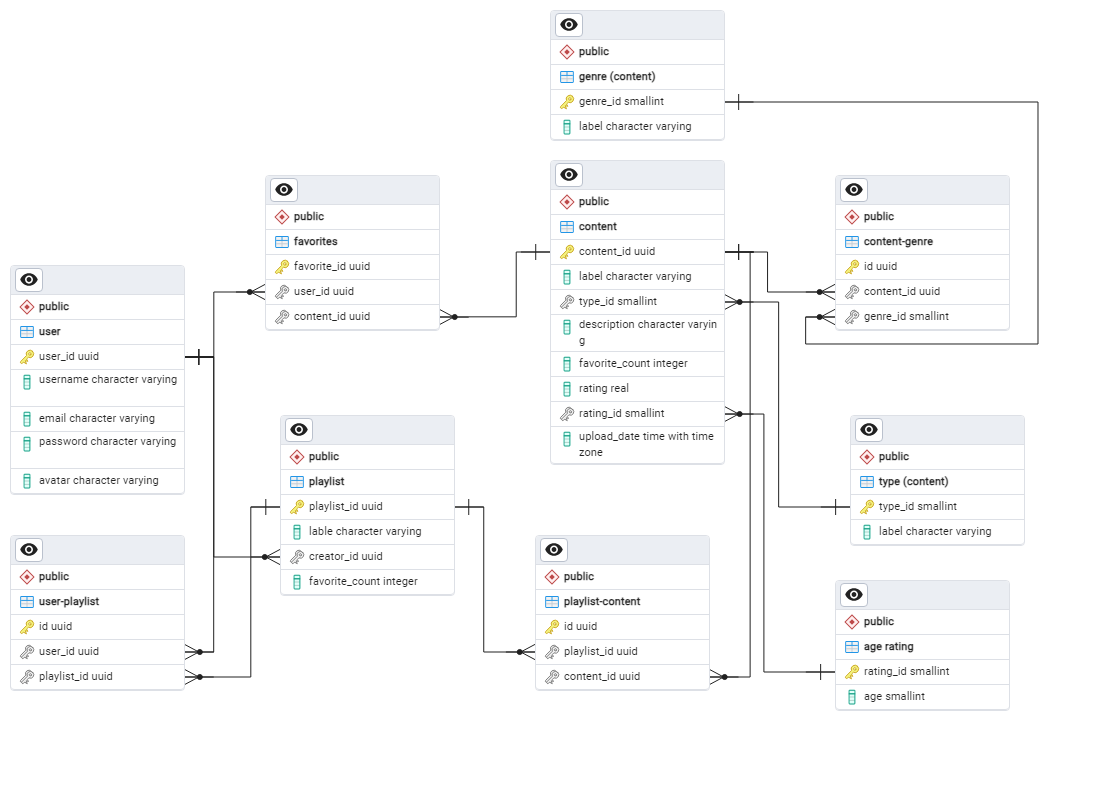 public
genre (content)
genre_id smallint
label character varying
public
favorites
favorite_id uuid
user_id uuid
content_id uuid
public
content
content_id uuid
label character varying
type_id smallint
description character varyin
g
favorite_count integer
rating real
rating_id smallint
upload_date time with time
zone
public
content-genre
id uuid
content_id uuid
genre_id smallint
public
user
user_id uuid
username character varying
email character varying
password character varying
avatar character varying
public
playlist
playlist_id uuid
lable character varying
creator_id uuid
favorite_count integer
public
type (content)
type_id smallint
label character varying
public
user-playlist
id uuid
user_id uuid
playlist_id uuid
public
playlist-content
id uuid
playlist_id uuid
content_id uuid
public
age rating
rating_id smallint
age smallint